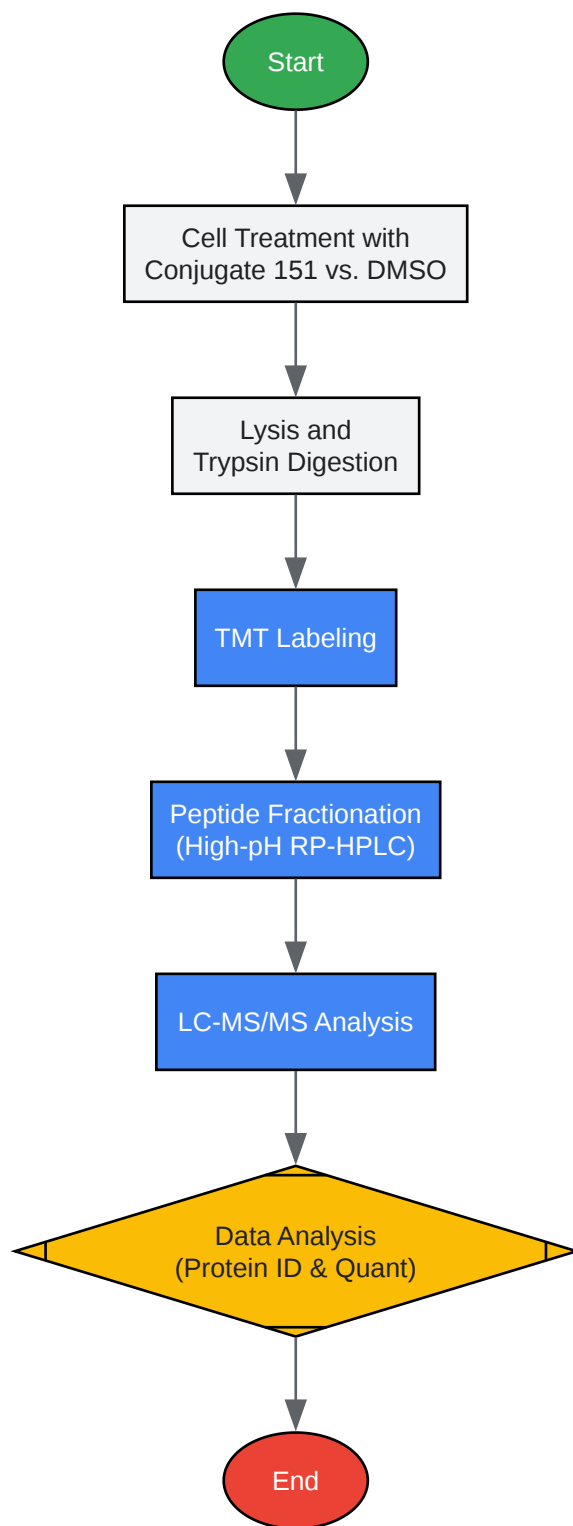 Start
Cell Treatment with
Conjugate 151 vs. DMSO
Lysis and
Trypsin Digestion
TMT Labeling
Peptide Fractionation
(High-pH RP-HPLC)
LC-MS/MS Analysis
Data Analysis
(Protein ID & Quant)
End